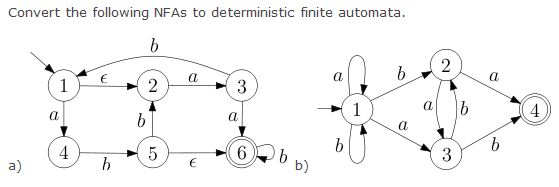 Convert the following NFAs to deterministic finite automata.
b
1 ϵ 2 a 3
a b a
4 b 5 ϵ 6 b
a)
a b 2 a
1 a b 4
b a 3 b
b)